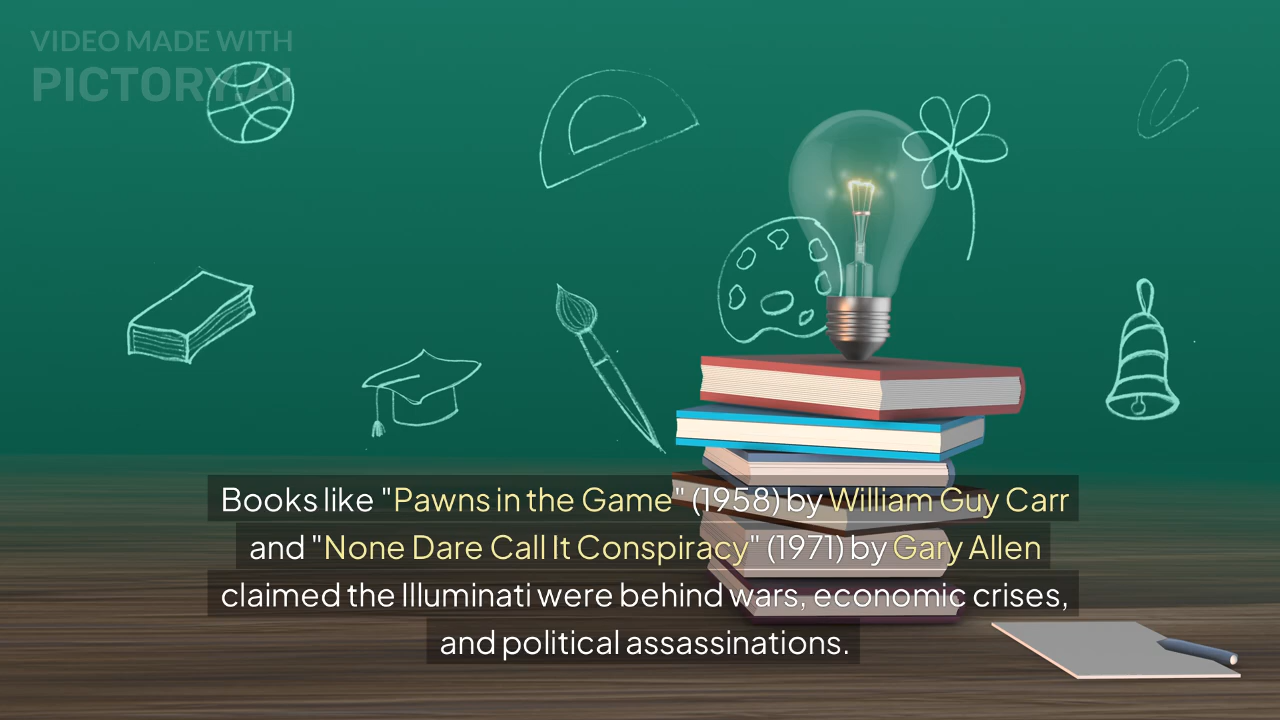 VIDEO MADE WITH
PICTORY.AI
Books like "Pawns in the Game" (1958) by William Guy Carr
and "None Dare Call It Conspiracy" (1971) by Gary Allen
claimed the Illuminati were behind wars, economic crises,
and political assassinations.